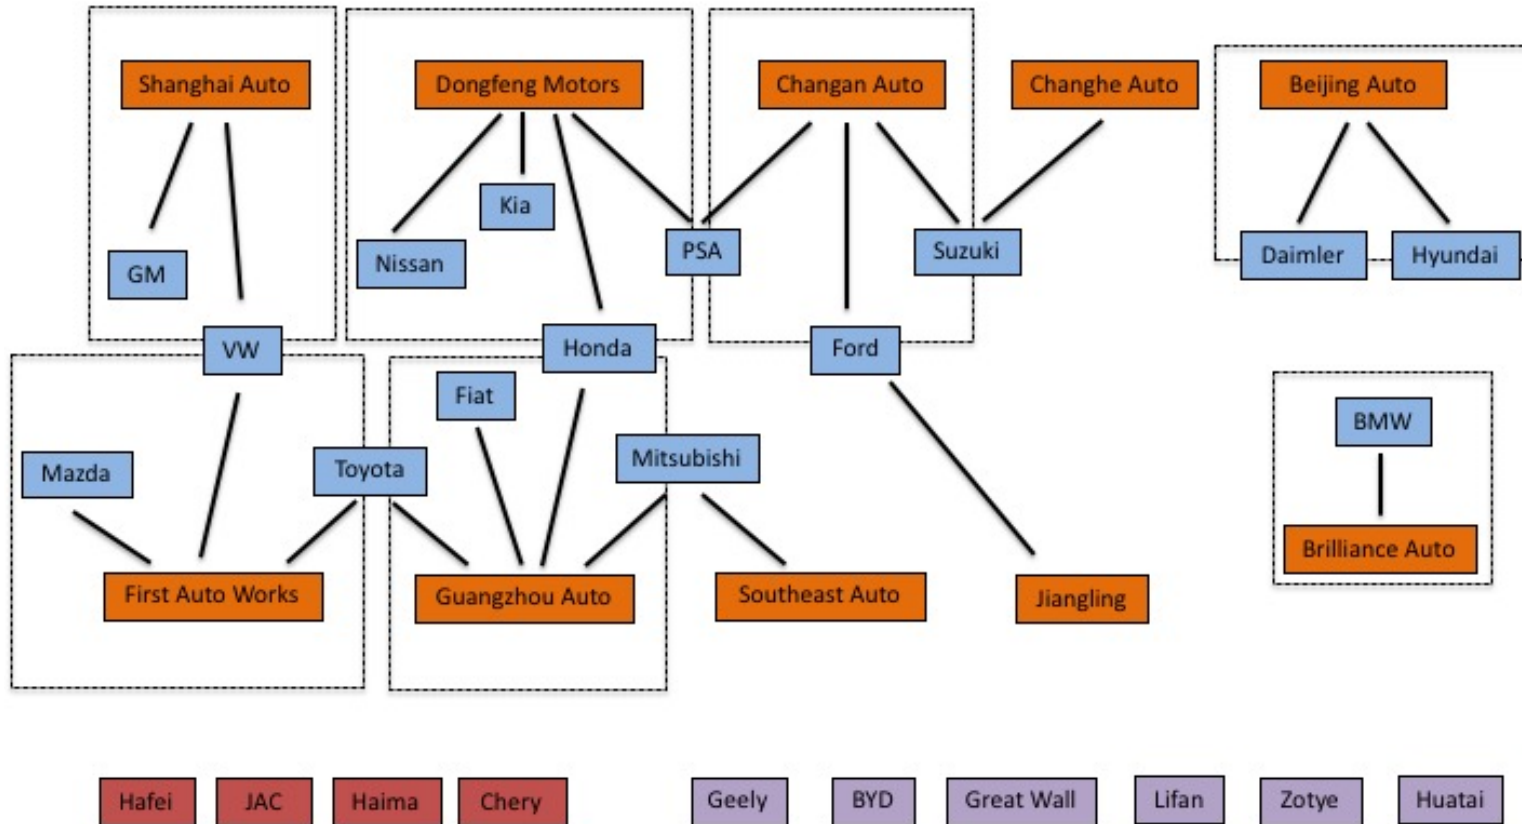 Shanghai Auto
Dongfeng Motors
Changan Auto
Changhe Auto
Beijing Auto
Kia
GM
Nissan
PSA
Suzuki
Daimler
Hyundai
VW
Honda
Ford
Fiat
BMW
Mazda
Toyota
Mitsubishi
Brilliance Auto
First Auto Works
Guangzhou Auto
Southeast Auto
Jiangling
Hafei
JAC
Haima
Chery
Geely
BYD
Great Wall
Lifan
Zotye
Huatai